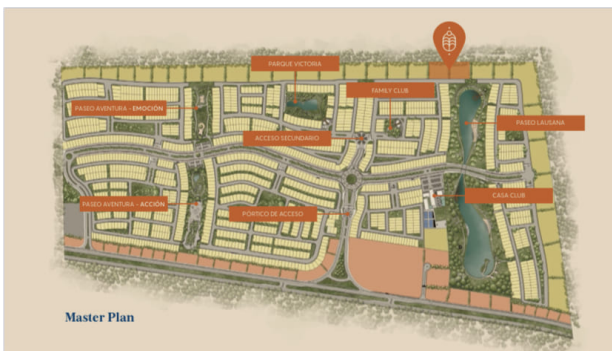 PARQUE VICTORIA
FAMILY CLUB
PASEO AVENTURA - EMOCIÓN
PASEO LAUSANA
ACCESO SECUNDARIO
CASA CLUB
PASEO AVENTURA - ACCIÓN
PÓRTICO DE ACCESO
Master Plan